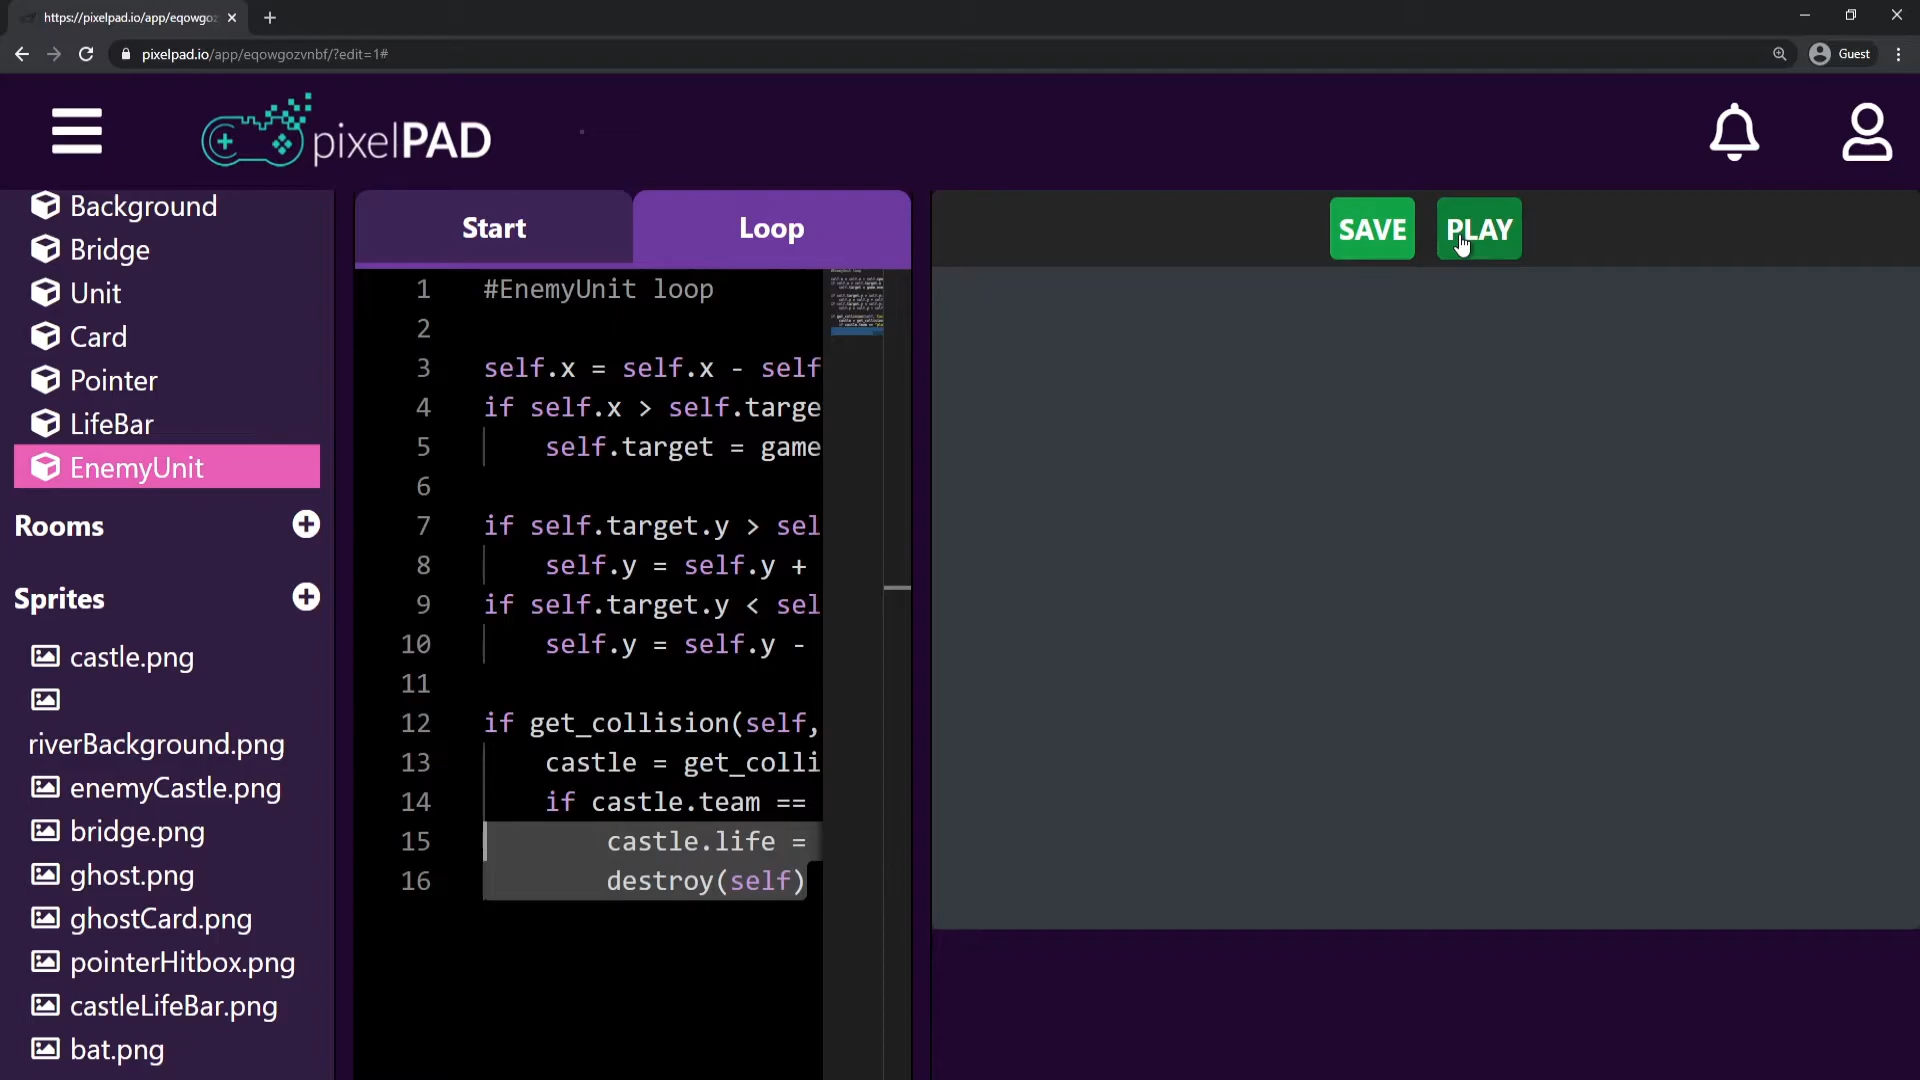 https://pixelpad.io/app/eqowgoz
pixelpad.io/app/eqowgozvnbf/?edit=1#
Guest
pixelPAD
Background
Bridge
Unit
Card
Pointer
LifeBar
EnemyUnit
Rooms
Sprites
castle.png
riverBackground.png
enemyCastle.png
bridge.png
ghost.png
ghostCard.png
pointerHitbox.png
castleLifeBar.png
bat.png
Start
Loop
1 #EnemyUnit loop
2
3 self.x = self.x - self
4 if self.x > self.targe
5 self.target = game
6
7 if self.target.y > sel
8 self.y = self.y +
9 if self.target.y < sel
10 self.y = self.y -
11
12 if get_collision(self,
13 castle = get_colli
14 if castle.team ==
15 castle.life =
16 destroy(self)
SAVE
PLAY